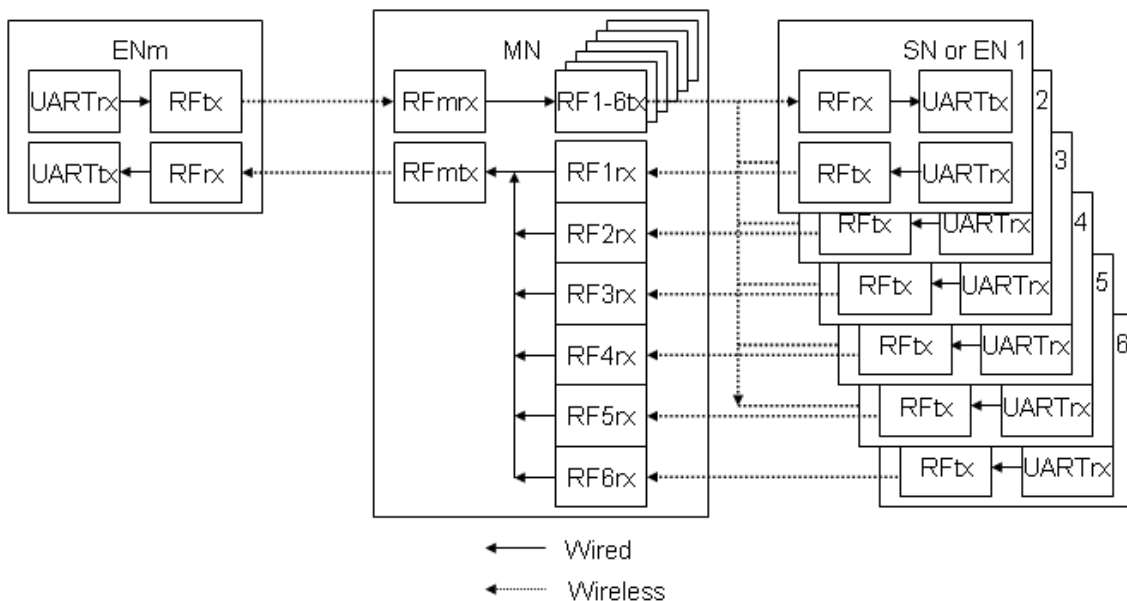 ENm
MN
SN or EN 1
UARTrx
RFtx
RFmrx
RF1-6tx
RFrx
UARTtx
2
UARTtx
RFrx
RFmtx
RF1rx
RFtx
UARTrx
3
RF2rx
RFtx
UARTrx
4
RF3rx
RFtx
UARTrx
5
RF4rx
RFtx
UARTrx
6
RF5rx
RFtx
UARTrx
RF6rx
RFtx
UARTrx
Wired
Wireless